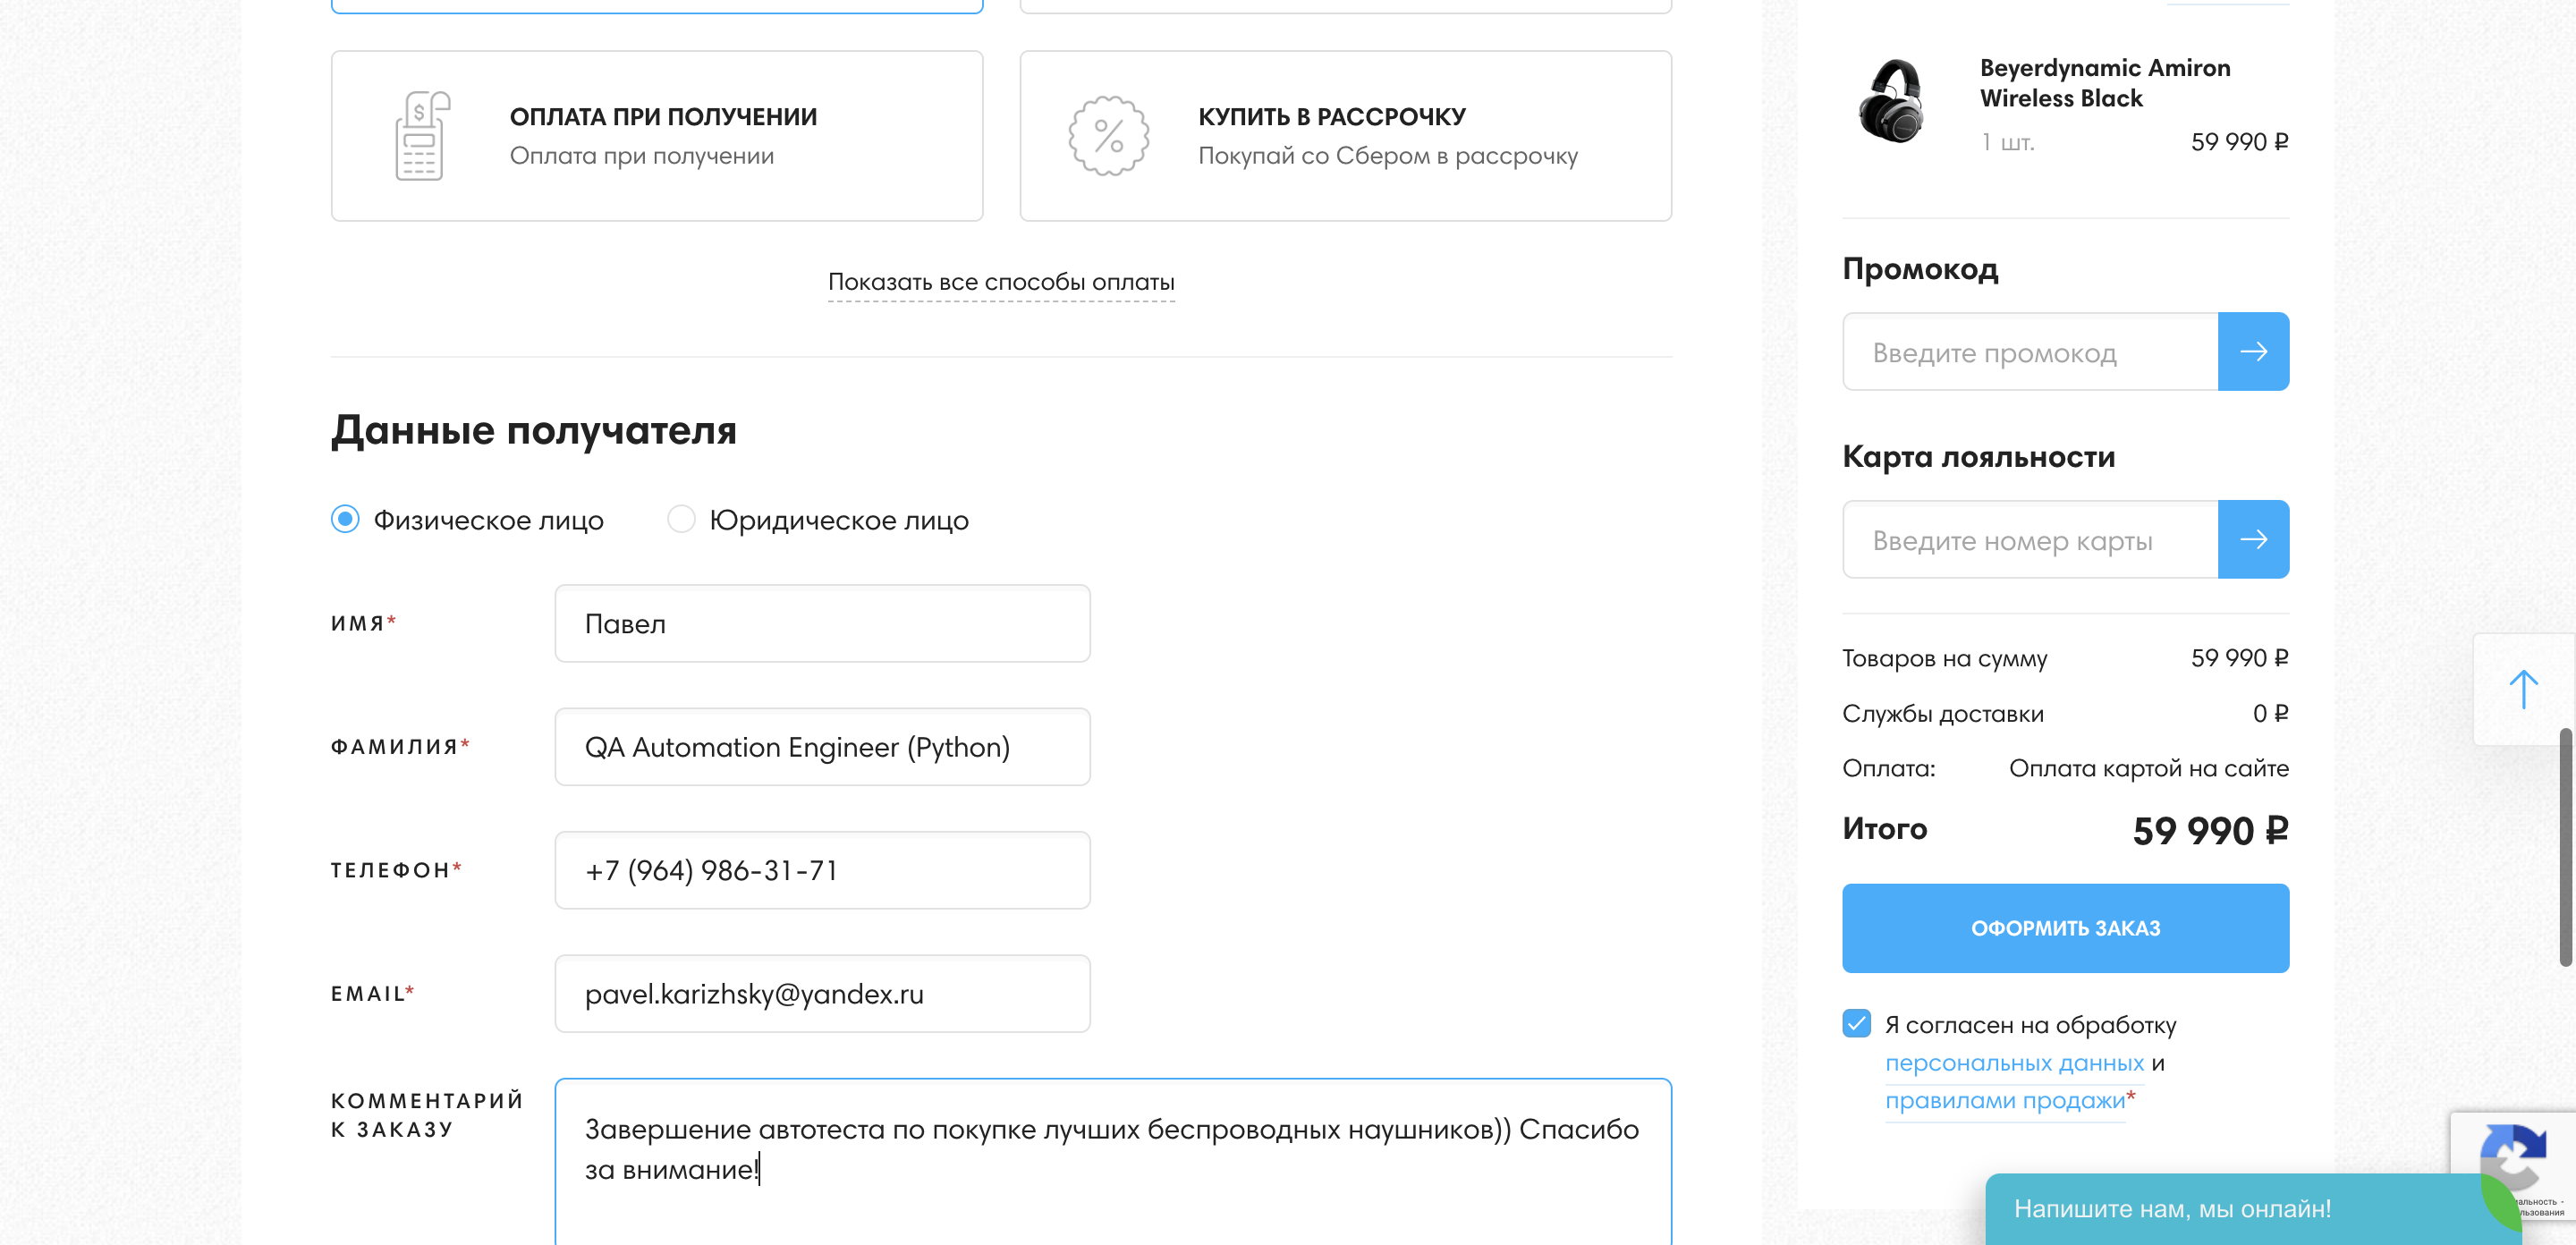 ОПЛАТА ПРИ ПОЛУЧЕНИИ
Оплата при получении
КУПИТЬ В РАССРОЧКУ
Покупай со Сбером в рассрочку
Показать все способы оплаты
Данные получателя
Физическое лицо
Юридическое лицо
ИМЯ*
Павел
ФАМИЛИЯ*
QA Automation Engineer (Python)
ТЕЛЕФОН*
+7 (964) 986-31-71
EMAIL*
pavel.karizhsky@yandex.ru
КОММЕНТАРИЙ
К ЗАКАЗУ
Завершение автотеста по покупке лучших беспроводных наушников)) Спасибо
за внимание!
Beyerdynamic Amiron
Wireless Black
1 шт.
59 990 ₽
Промокод
Введите промокод
Карта лояльности
Введите номер карты
Товаров на сумму
59 990 ₽
Службы доставки
0 ₽
Оплата:
Оплата картой на сайте
Итого
59 990 ₽
ОФОРМИТЬ ЗАКАЗ
Я согласен на обработку
персональных данных и
правилами продажи*
Напишите нам, мы онлайн!